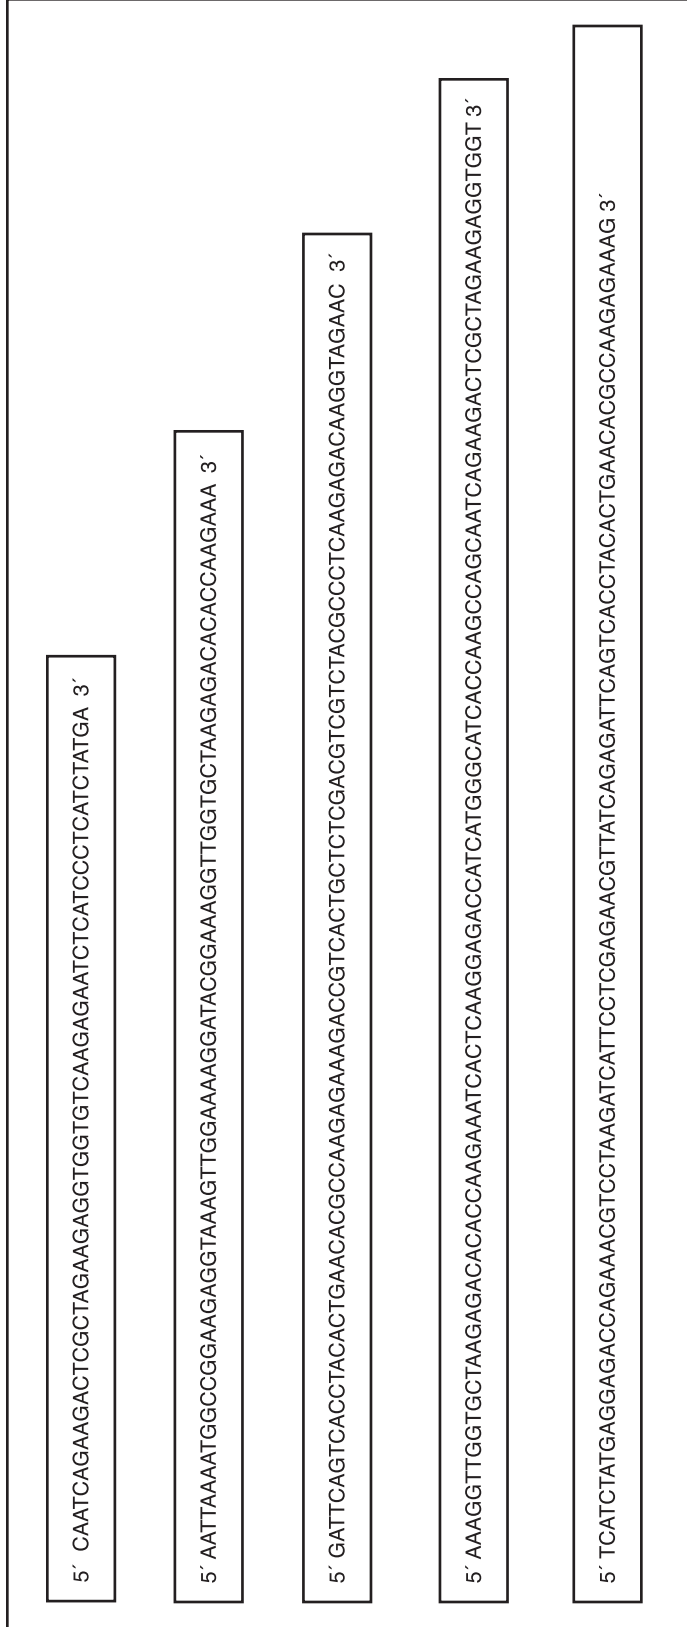 5´ CAATCAGAAGACTCGCTAGAAGAGGTGGTGTCAAGAGAATCTCATCCCTCATCTATGA 3´
5´ AATTAAAATGGCCGGAAGAGGTAAAGTTGGAAAAGGATACGGAAAGGTTGGTGCTAAGAGACACACCAAGAAA 3´
5´ GATTCAGTCACCTACACTGAACACGCCAAGAGAAAGACCGTCACTGCTCTCGACGTCGTCTACGCCCTCAAGAGACAAGGTAGAAC 3´
5´ AAAGGTTGGTGCTAAGAGACACACCAAGAAATCACTCAAGGAGACCATCATGGGCATCACCAAGCCAGCAATCAGAAGACTCGCTAGAAGAGGTGGT 3´
5´ TCATCTATGAGGAGACCAGAAACGTCCTAAGATCATTCCTCGAGAACGTTATCAGAGATTCAGTCACCTACACTGAACACGCCAAGAGAAAG 3´